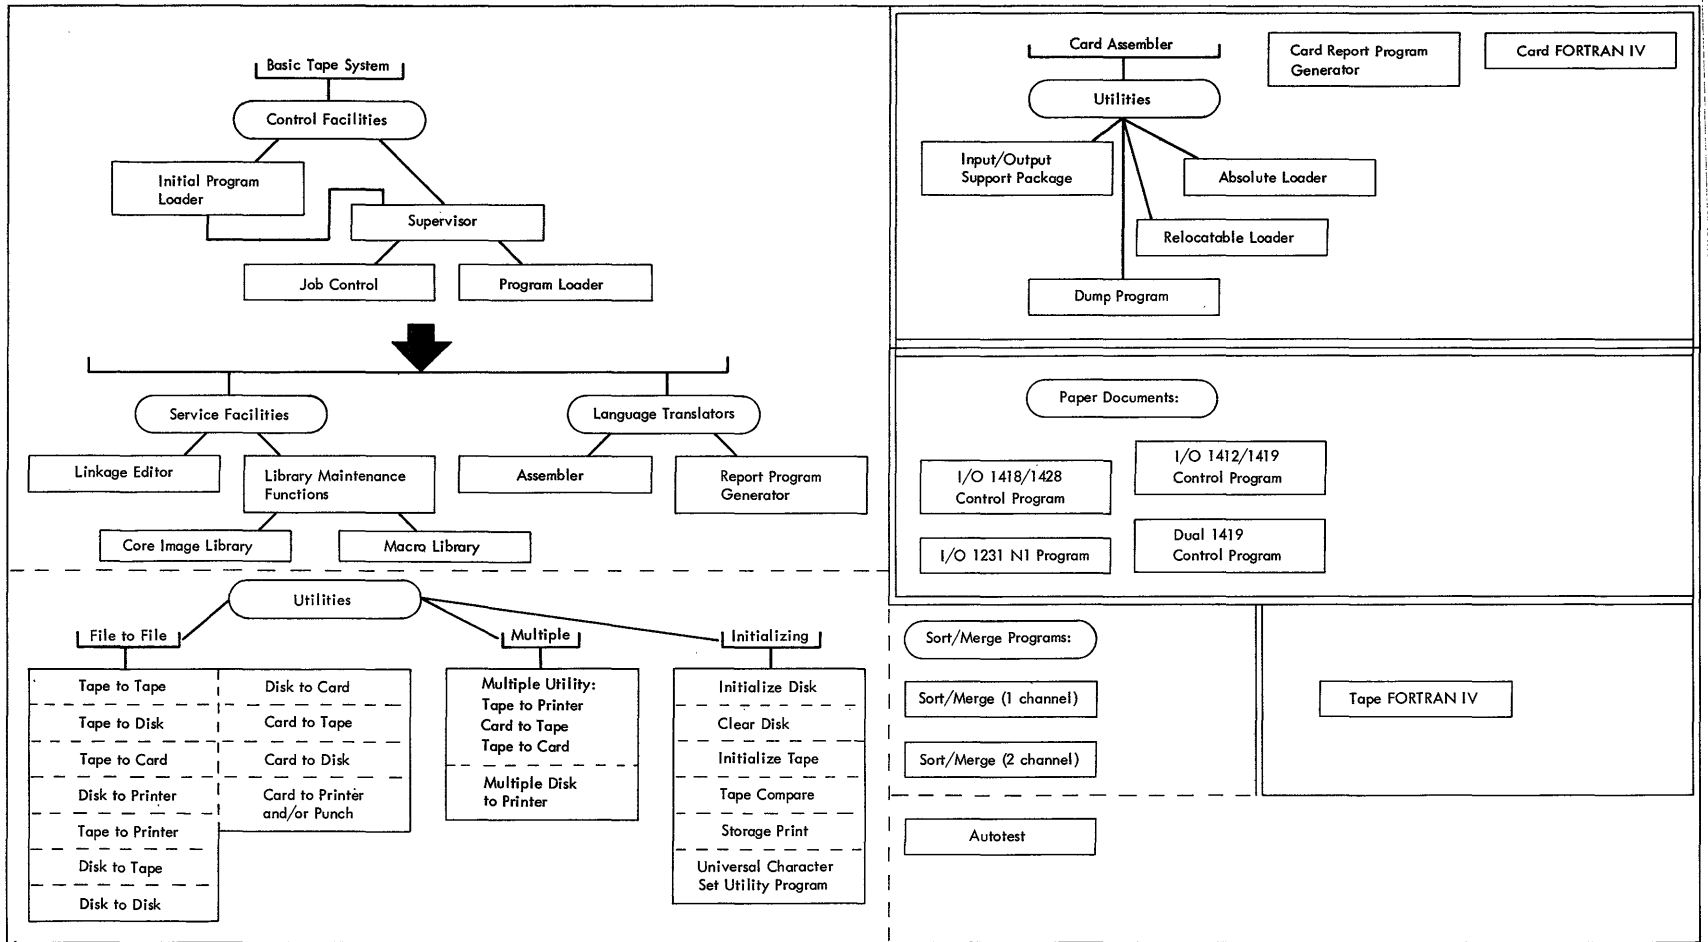 Basic Tape System
Control Facilities
Initial Program
Loader
Supervisor
Job Control
Program Loader
Service Facilities
Language Translators
Linkage Editor
Library Maintenance
Functions
Assembler
Report Program
Generator
Core Image Library
Macro Library
Utilities
File to File
Multiple
Initializing
Tape to Tape
Tape to Disk
Tape to Card
Disk to Printer
Tape to Printer
Disk to Tape
Disk to Disk
Disk to Card
Card to Tape
Card to Disk
Card to Printer
and/or Punch
Multiple Utility:
Tape to Printer
Card to Tape
Tape to Card
Multiple Disk
to Printer
Initialize Disk
Clear Disk
Initialize Tape
Tape Compare
Storage Print
Universal Character
Set Utility Program
Card Assembler
Card Report Program
Generator
Card FORTRAN IV
Utilities
Input/Output
Support Package
Absolute Loader
Relocatable Loader
Dump Program
Paper Documents:
I/O 1418/1428
Control Program
I/O 1412/1419
Control Program
I/O 1231 N1 Program
Dual 1419
Control Program
Sort/Merge Programs:
Sort/Merge (1 channel)
Sort/Merge (2 channel)
Autotest
Tape FORTRAN IV